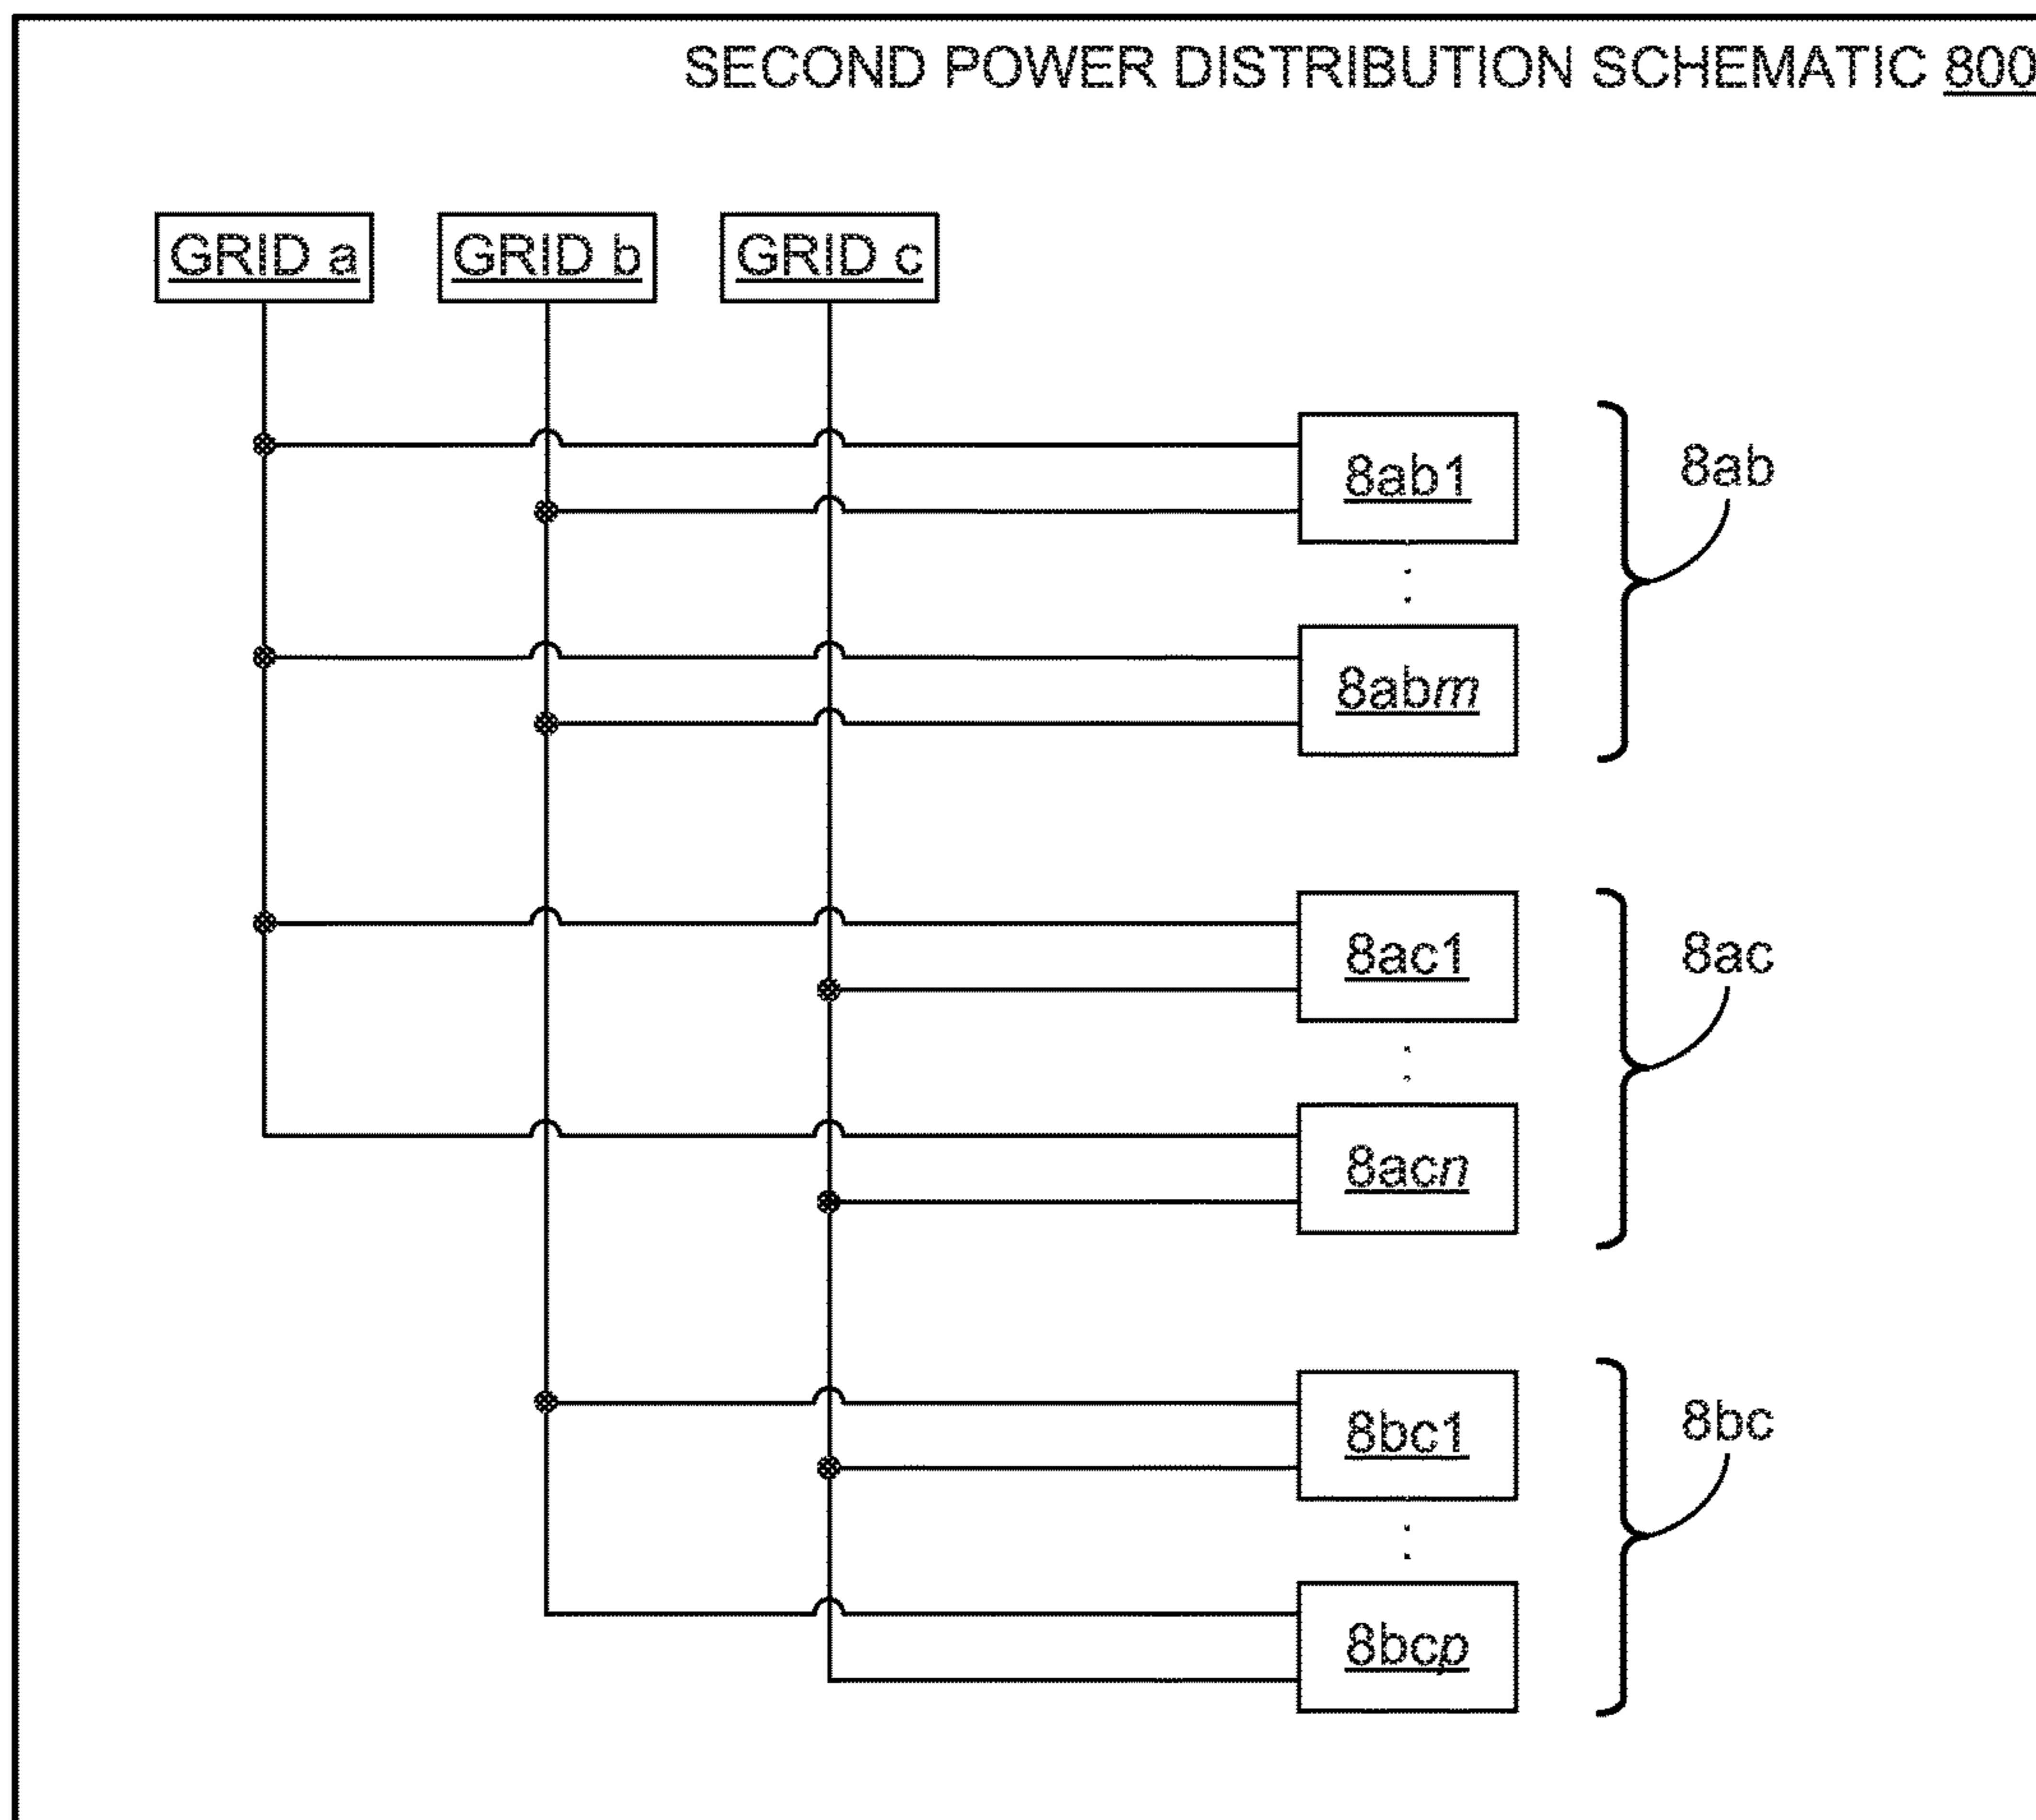 SECOND POWER DISTRIBUTION SCHEMATIC 800
GRID a GRID b GRID c
8ab1
8ab
8abm
8ac1
8ac
8acn
8bc1
8bc
8bcp